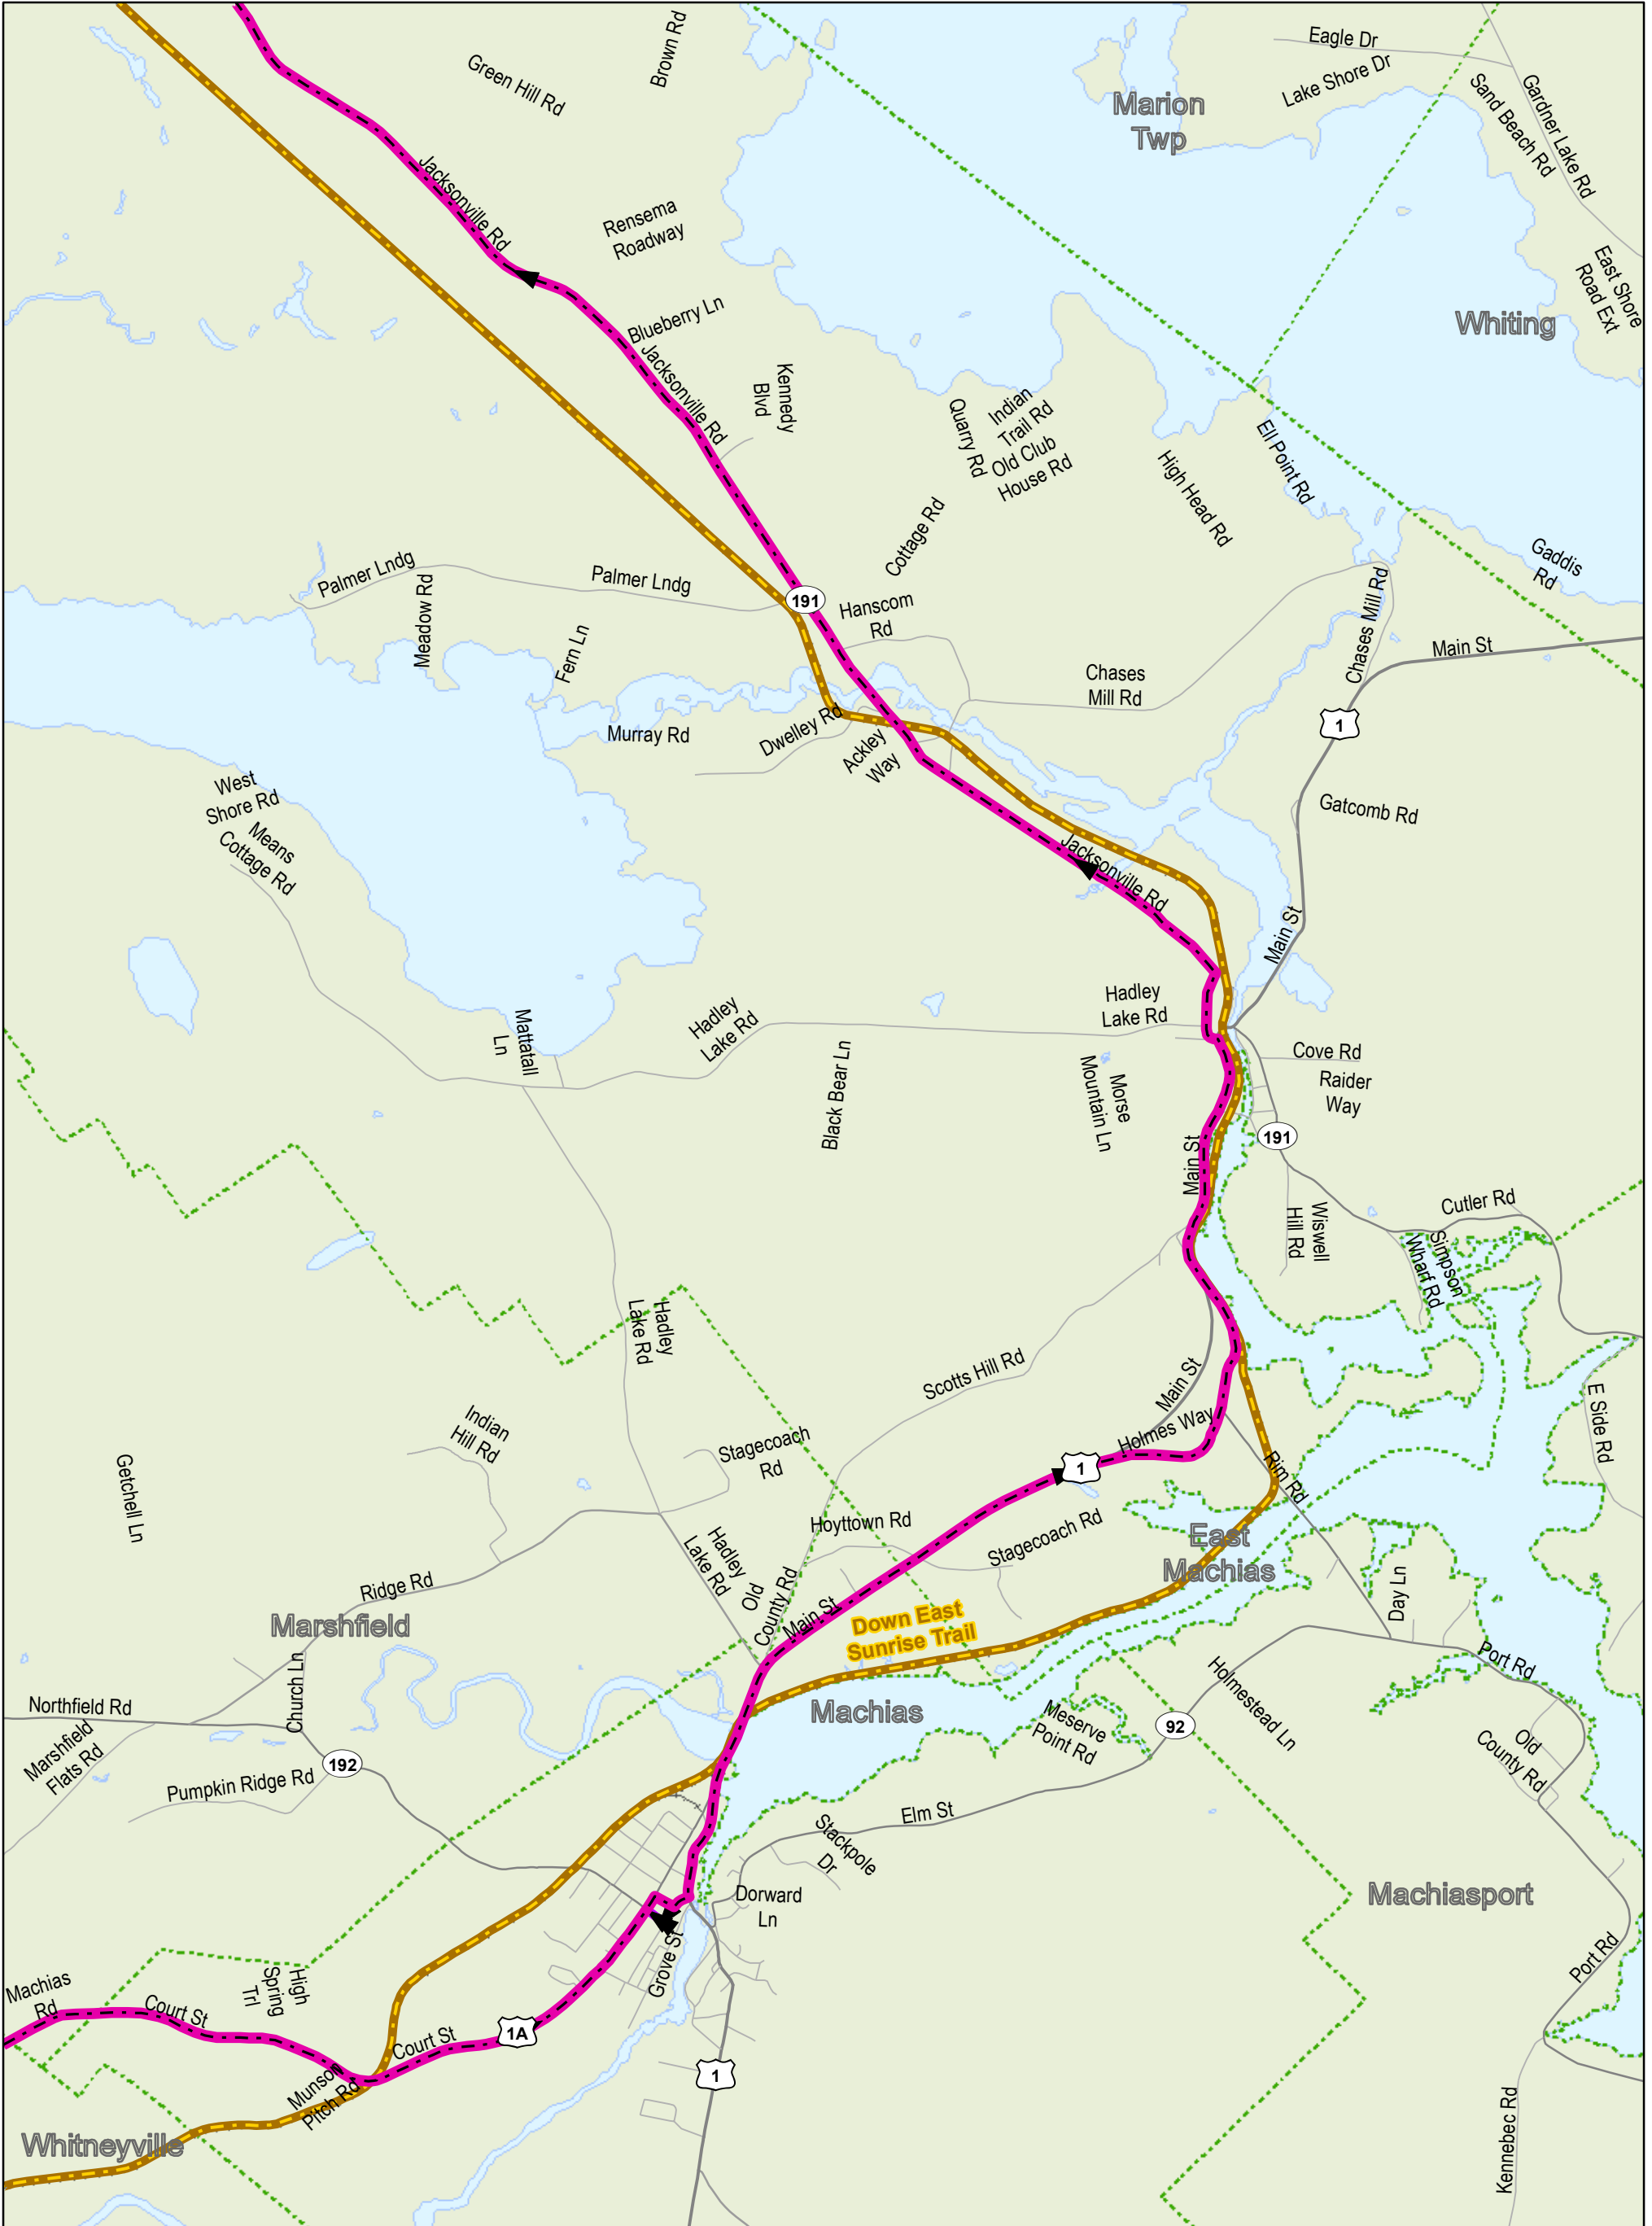 Brown Rd
Green Hill Rd
Eagle Dr
Lake Shore Dr
Marion
Twp
Sand Beach Rd
Gardner Lake Rd
Jacksonville Rd
Rensema
Roadway
East Shore
Road Ext
Whiting
Blueberry Ln
Jacksonville Rd
Kennedy
Blvd
Quarry Rd
Indian
Trail Rd
Old Club
House Rd
High Head Rd
Ell Point Rd
Cottage Rd
Gaddis
Rd
Palmer Lndg
Meadow Rd
Palmer Lndg
191
Hanscom
Rd
Chases Mill Rd
Main St
Fern Ln
Chases
Mill Rd
1
Murray Rd
Dwelley Rd
Ackley
Way
West
Shore Rd
Means
Cottage Rd
Gatcomb Rd
Jacksonville Rd
Main St
Hadley
Lake Rd
Hadley
Lake Rd
Mattatall
Ln
Black Bear Ln
Morse
Mountain Ln
Cove Rd
Raider
Way
191
Main St
Wiswell
Hill Rd
Cutler Rd
Simpson
Wharf Rd
Hadley
Lake Rd
Scotts Hill Rd
Main St
Holmes Way
E Side Rd
Indian
Hill Rd
Stagecoach
Rd
1
Rim Rd
Getchell Ln
Hoyttown Rd
Stagecoach Rd
East
Machias
Hadley
Lake Rd
Old
County Rd
Main St
Ridge Rd
Day Ln
Marshfield
Down East
Sunrise Trail
Church Ln
Port Rd
Holmestead Ln
Northfield Rd
Marshfield
Flats Rd
192
Machias
Meserve
Point Rd
92
Old
County Rd
Pumpkin Ridge Rd
Elm St
Stackpole
Dr
Dorward
Ln
Machiasport
Grove St
Port Rd
Machias
Rd
Court St
High
Spring
Trl
Court St
1A
Munson
Pitch Rd
1
Whitneyville
Kennebec Rd